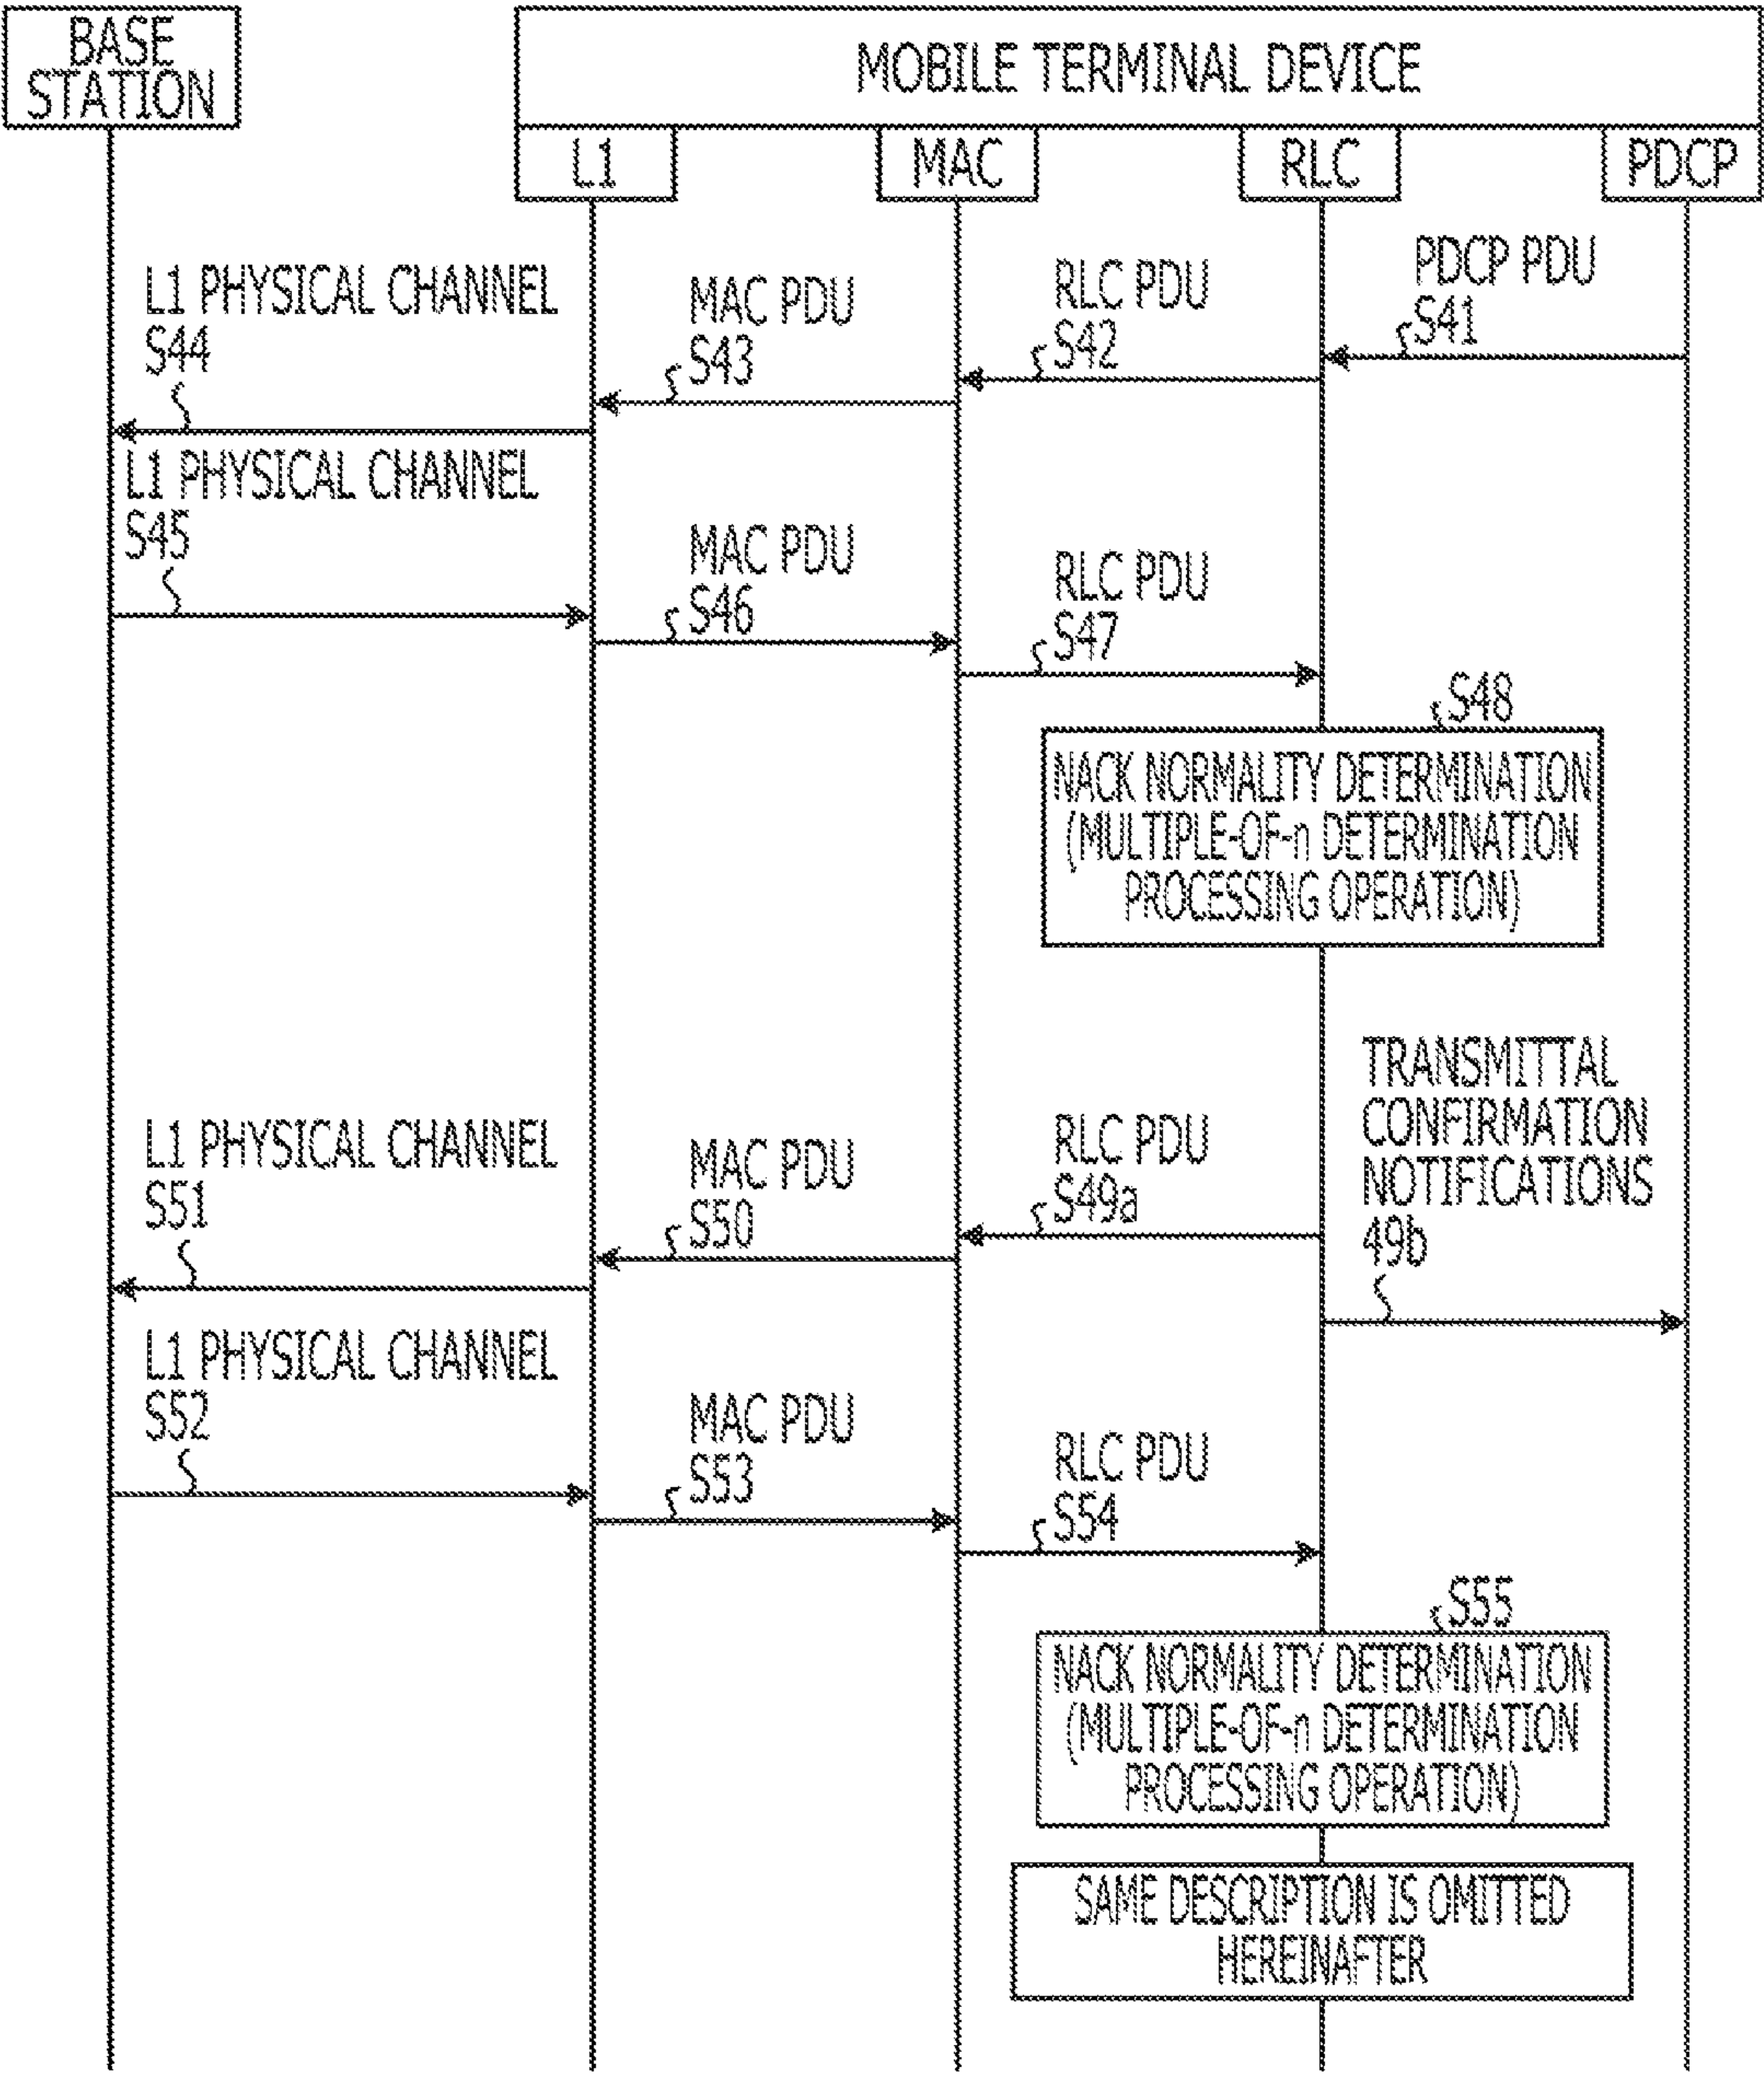 BASE
STATION
MOBILE TERMINAL DEVICE
L1
MAC
RLC
PDCP
PDCP PDU
S41
RLC PDU
S42
MAC PDU
S43
L1 PHYSICAL CHANNEL
S44
L1 PHYSICAL CHANNEL
S45
MAC PDU
S46
RLC PDU
S47
S48
NACK NORMALITY DETERMINATION
(MULTIPLE-OF-n DETERMINATION
PROCESSING OPERATION)
TRANSMITTAL
CONFIRMATION
NOTIFICATIONS
49b
RLC PDU
S49a
MAC PDU
S50
L1 PHYSICAL CHANNEL
S51
L1 PHYSICAL CHANNEL
S52
MAC PDU
S53
RLC PDU
S54
S55
NACK NORMALITY DETERMINATION
(MULTIPLE-OF-n DETERMINATION
PROCESSING OPERATION)
SAME DESCRIPTION IS OMITTED
HEREINAFTER